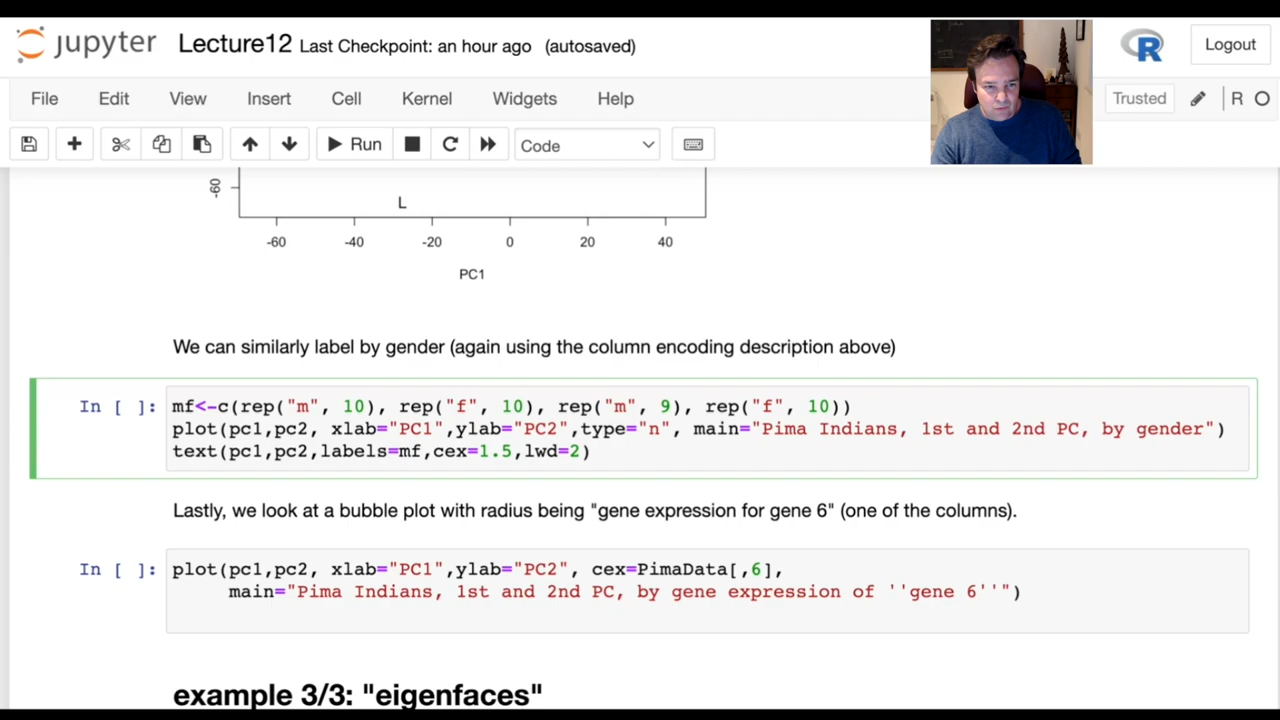 jupyter Lecture12 Last Checkpoint: an hour ago (autosaved) R Logout
File Edit View Insert Cell Kernel Widgets Help Trusted R
Run Code
-60
L
-60 -40 -20 0 20 40
PC1
We can similarly label by gender (again using the column encoding description above)
In [ ]: mf<-c(rep("m", 10), rep("f", 10), rep("m", 9), rep("f", 10))
plot(pc1,pc2, xlab="PC1",ylab="PC2",type="n", main="Pima Indians, 1st and 2nd PC, by gender")
text(pc1,pc2,labels=mf,cex=1.5,lwd=2)
Lastly, we look at a bubble plot with radius being "gene expression for gene 6" (one of the columns).
In [ ]: plot(pc1,pc2, xlab="PC1",ylab="PC2", cex=PimaData[,6],
main="Pima Indians, 1st and 2nd PC, by gene expression of ''gene 6''")
example 3/3: "eigenfaces"